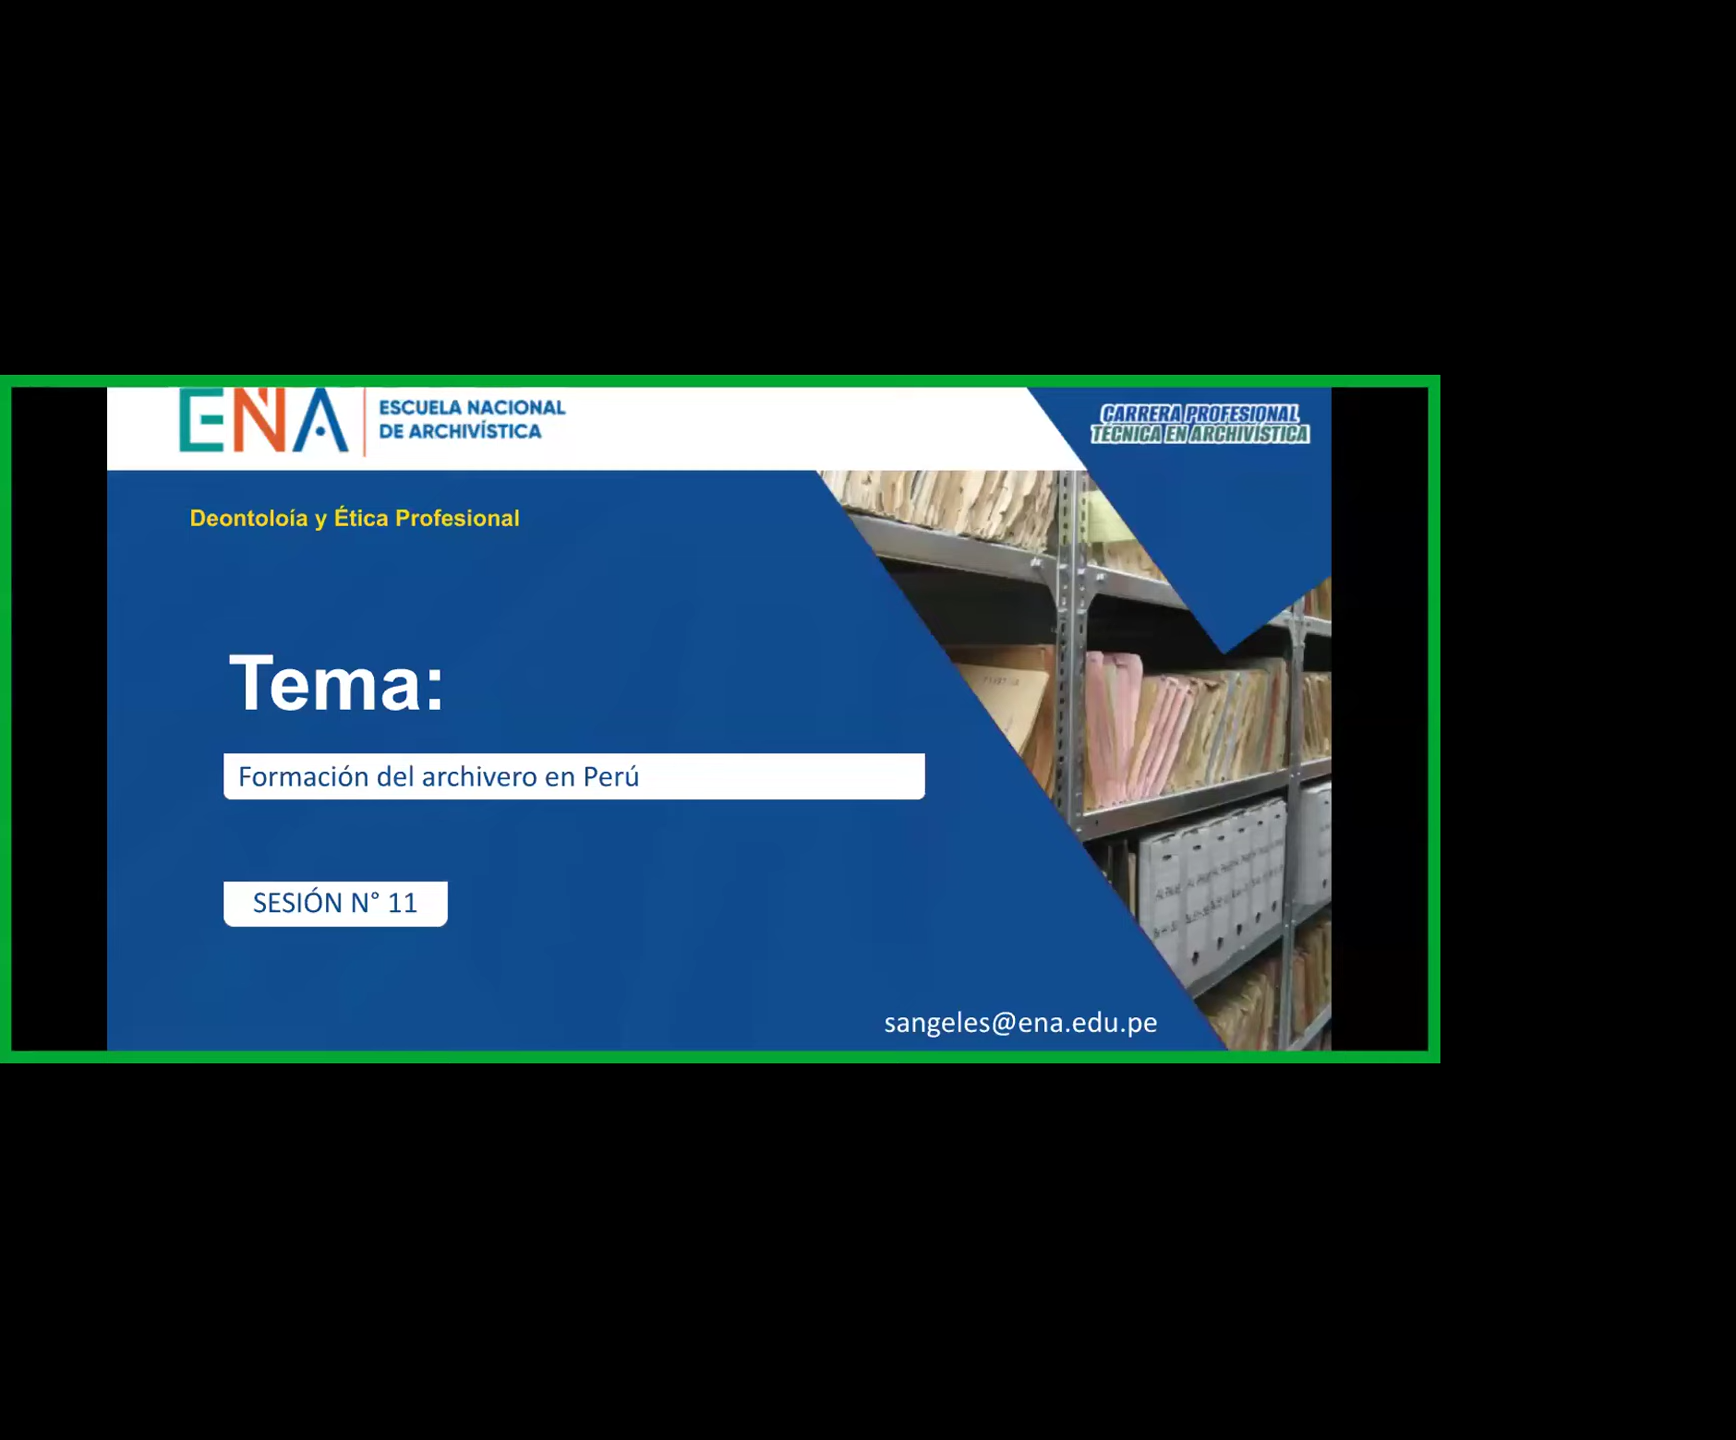 ENA
ESCUELA NACIONAL
DE ARCHIVÍSTICA
CARRERA PROFESIONAL
TÉCNICA EN ARCHIVÍSTICA
Deontoloía y Ética Profesional
Tema:
Formación del archivero en Perú
SESIÓN N° 11
sangeles@ena.edu.pe